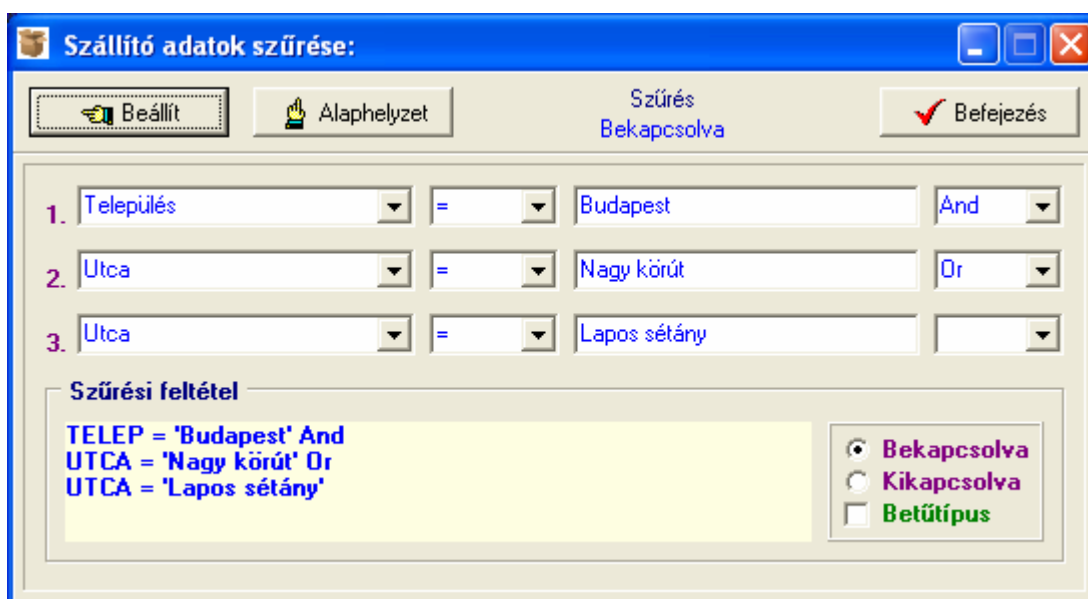 Szállító adatok szűrése:
Beállít
Alaphelyzet
Szűrés
Bekapcsolva
Befejezés
1. Település = Budapest And
2. Utca = Nagy körút Or
3. Utca = Lapos sétány
Szűrési feltétel
TELEP = 'Budapest' And
UTCA = 'Nagy körút' Or
UTCA = 'Lapos sétány'
Bekapcsolva
Kikapcsolva
Betűtípus